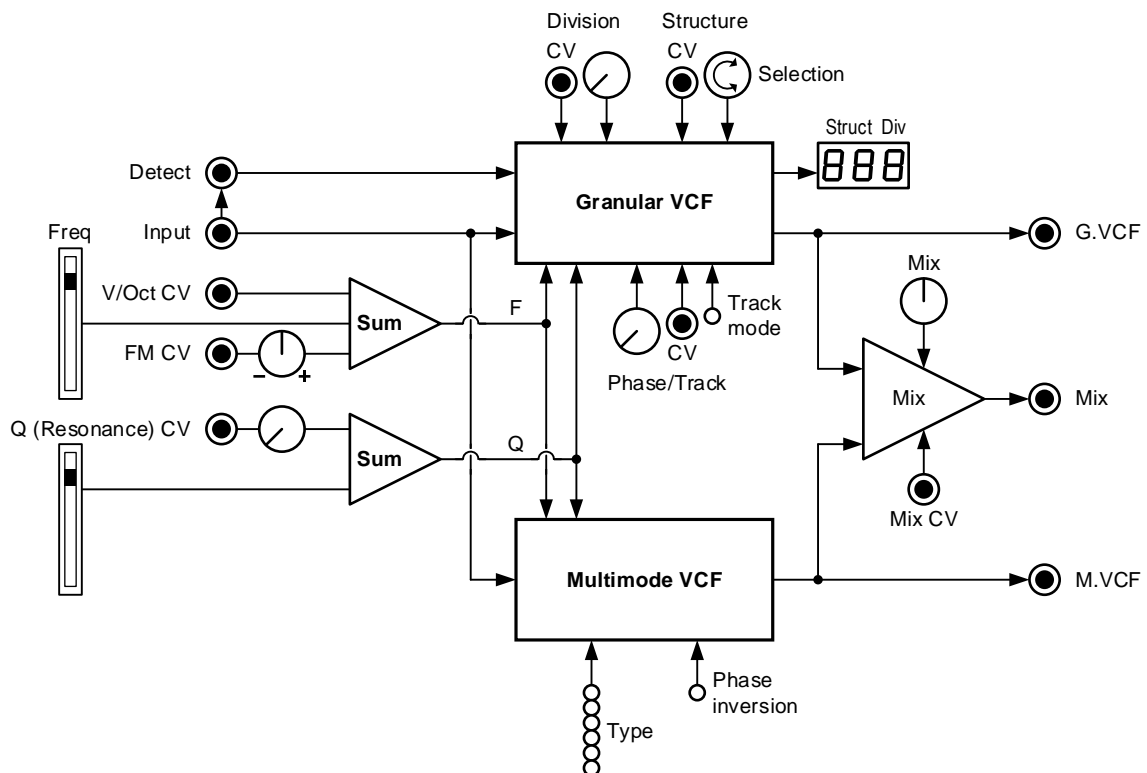 Division
Structure
CV
CV
Selection
Struct Div
888
Detect
Granular VCF
Input
G.VCF
Freq
Mix
V/Oct CV
F
Track
mode
Sum
FM CV
CV
− +
Phase/Track
Mix
Mix
Q (Resonance) CV
Q
Sum
Mix CV
Multimode VCF
M.VCF
Phase
inversion
Type